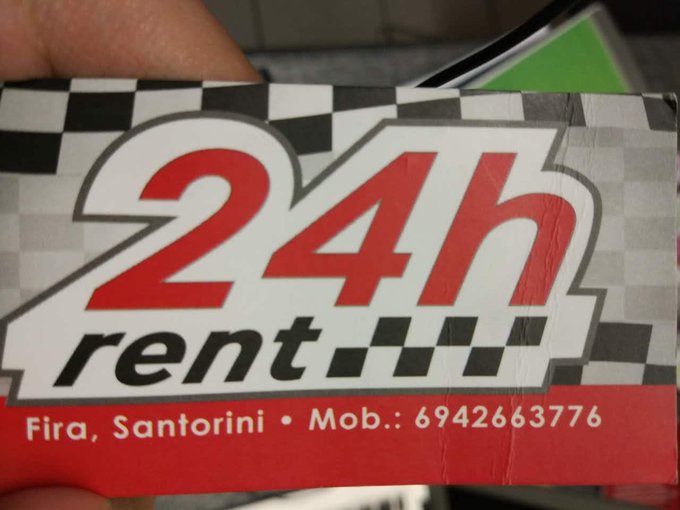 24h
rent
Fira, Santorini • Mob.: 6942663776